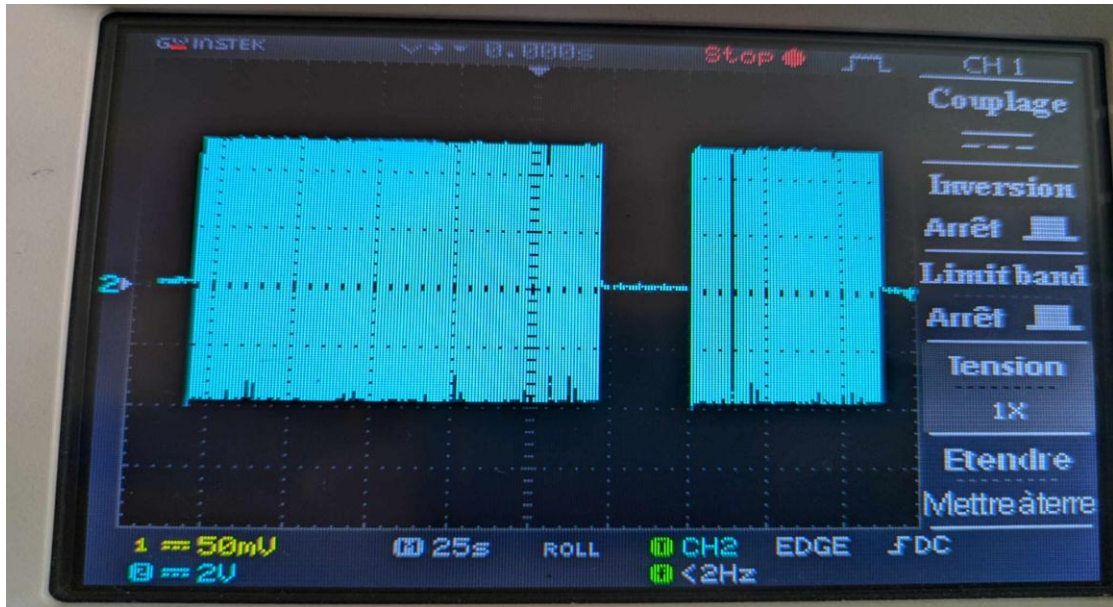 GW INSTEK 0.000s Stop CH 1
Couplage
Inversion
Arrêt
Limit band
Arrêt
Tension
1X
Etendre
Mettre àterre
2
1 50mV M 25s ROLL T CH2 EDGE DC
2 2V F <2Hz